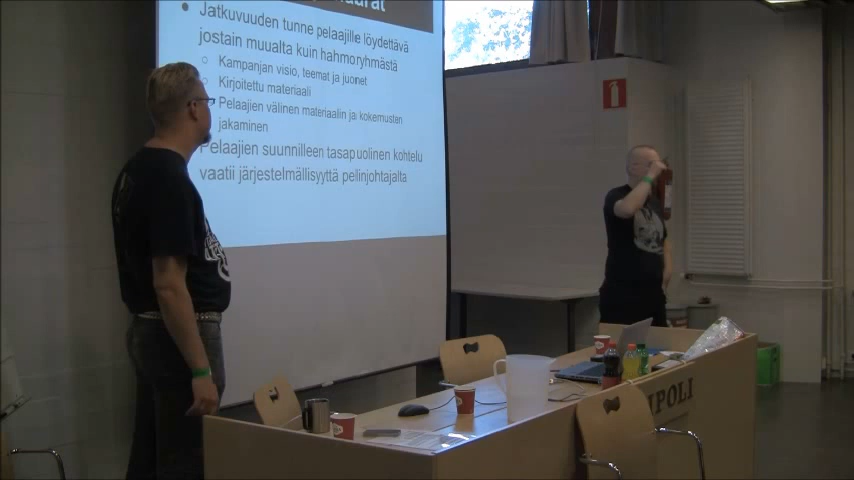 Jatkuvuuden tunne pelaajille löydettävä
jostain muualta kuin hahmoryhmästä
Kampanjan visio, teemat ja juonet
Kirjoitettu materiaali
Pelaajien välinen materiaalin ja kokemusten
jakaminen
Pelaajien suunnilleen tasapuolinen kohtelu
vaatii järjestelmällisyyttä pelinjohtajalta
IPOLI